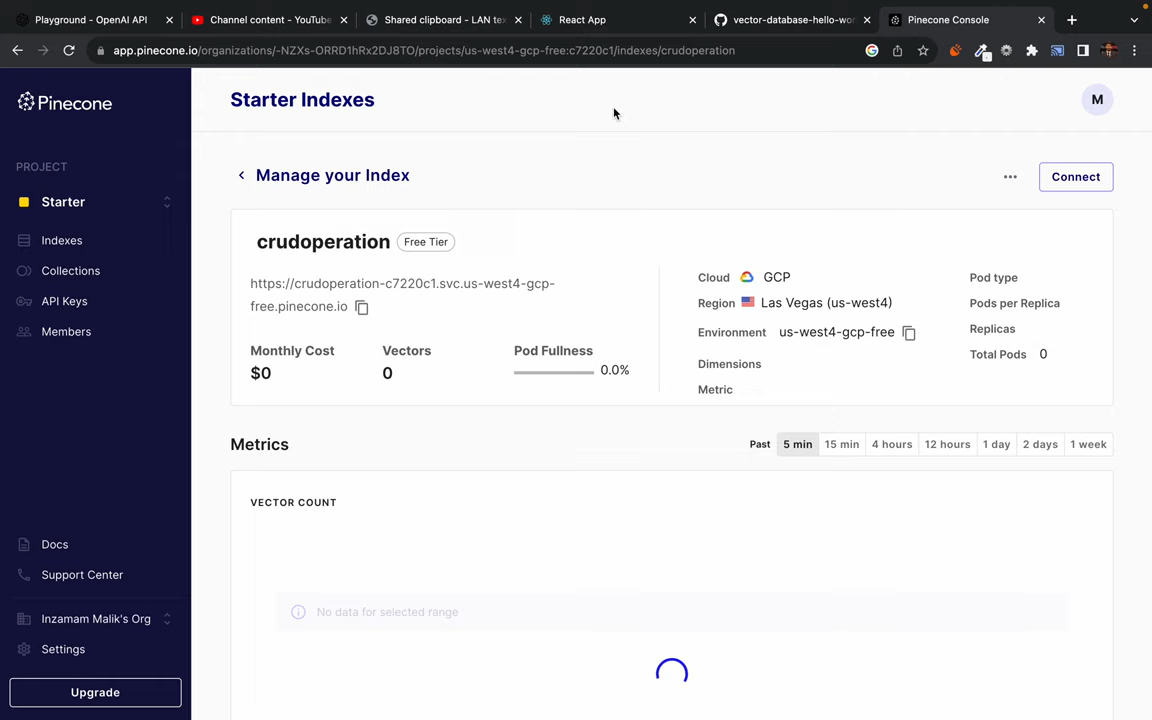 Playground - OpenAI API
Channel content - YouTube
Shared clipboard - LAN tex
React App
vector-database-hello-wor
Pinecone Console
app.pinecone.io/organizations/-NZXs-ORRD1hRx2DJ8TO/projects/us-west4-gcp-free:c7220c1/indexes/crudoperation
Pinecone
Starter Indexes
M
PROJECT
Starter
Indexes
Collections
API Keys
Members
Manage your Index
Connect
crudoperation
Free Tier
https://crudoperation-c7220c1.svc.us-west4-gcp-
free.pinecone.io
Monthly Cost
$0
Vectors
0
Pod Fullness
0.0%
Cloud GCP
Region Las Vegas (us-west4)
Environment us-west4-gcp-free
Dimensions
Metric
Pod type
Pods per Replica
Replicas
Total Pods 0
Metrics
Past 5 min 15 min 4 hours 12 hours 1 day 2 days 1 week
VECTOR COUNT
No data for selected range
Docs
Support Center
Inzamam Malik's Org
Settings
Upgrade